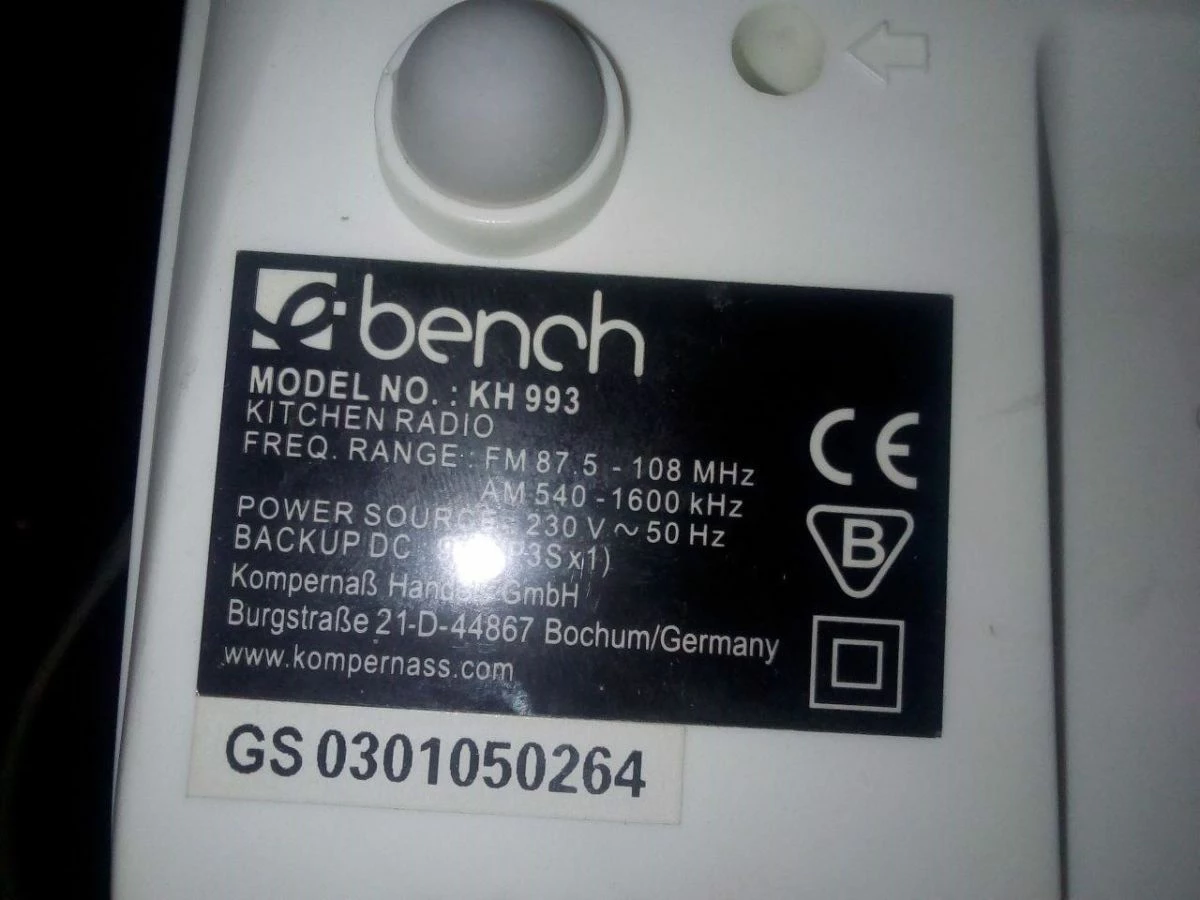 e·bench
MODEL NO. : KH 993
KITCHEN RADIO
FREQ. RANGE : FM 87.5 - 108 MHz
AM 540 - 1600 kHz
POWER SOURCE 230 V ~ 50 Hz
BACKUP DC x1)
Kompernaß GmbH
Burgstraße 21-D-44867 Bochum/Germany
www.kompernass.com
CE
B
GS 0301050264